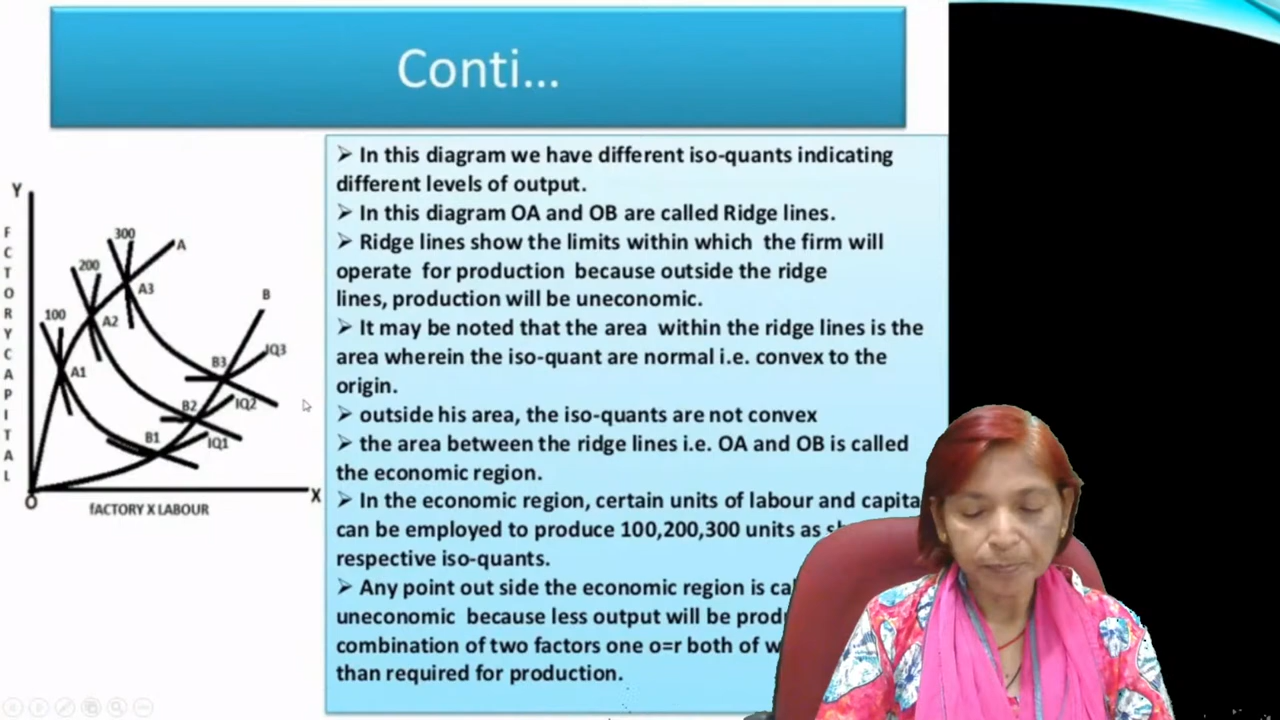 Conti...
Y
FCTORYCAPITAL
300
A
200
A3
B
100
A2
IQ3
B3
A1
B2
IQ2
B1
IQ1
O
X
fACTORY X LABOUR
➢ In this diagram we have different iso-quants indicating
different levels of output.
➢ In this diagram OA and OB are called Ridge lines.
➢ Ridge lines show the limits within which the firm will
operate for production because outside the ridge
lines, production will be uneconomic.
➢ It may be noted that the area within the ridge lines is the
area wherein the iso-quant are normal i.e. convex to the
origin.
➢ outside his area, the iso-quants are not convex
➢ the area between the ridge lines i.e. OA and OB is called
the economic region.
➢ In the economic region, certain units of labour and capita
can be employed to produce 100,200,300 units as
respective iso-quants.
➢ Any point out side the economic region is
uneconomic because less output will be
combination of two factors one o=r both of
than required for production.